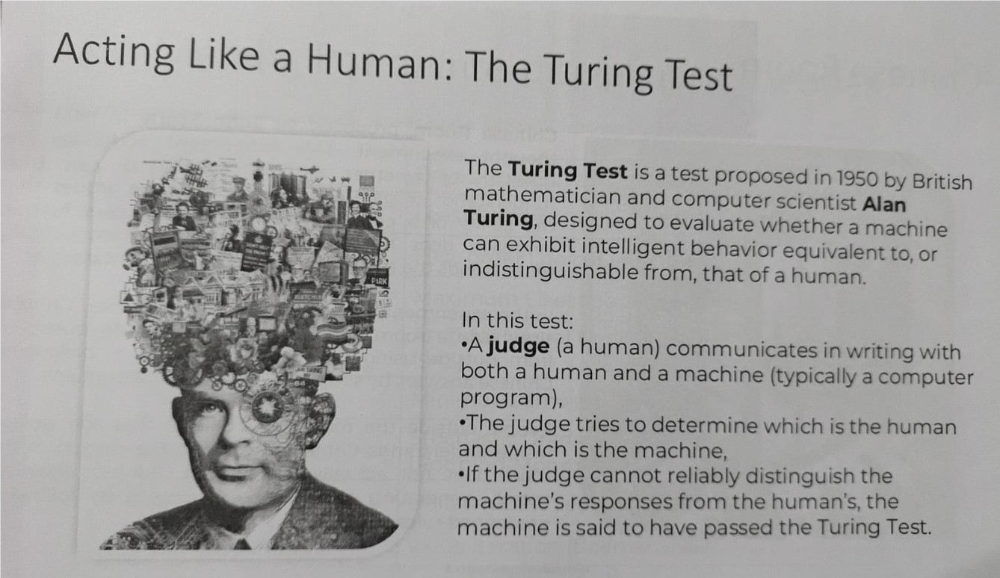 Acting Like a Human: The Turing Test
The Turing Test is a test proposed in 1950 by British
mathematician and computer scientist Alan
Turing, designed to evaluate whether a machine
can exhibit intelligent behavior equivalent to, or
indistinguishable from, that of a human.
In this test:
•A judge (a human) communicates in writing with
both a human and a machine (typically a computer
program),
•The judge tries to determine which is the human
and which is the machine,
•If the judge cannot reliably distinguish the
machine's responses from the human's, the
machine is said to have passed the Turing Test.
PARK